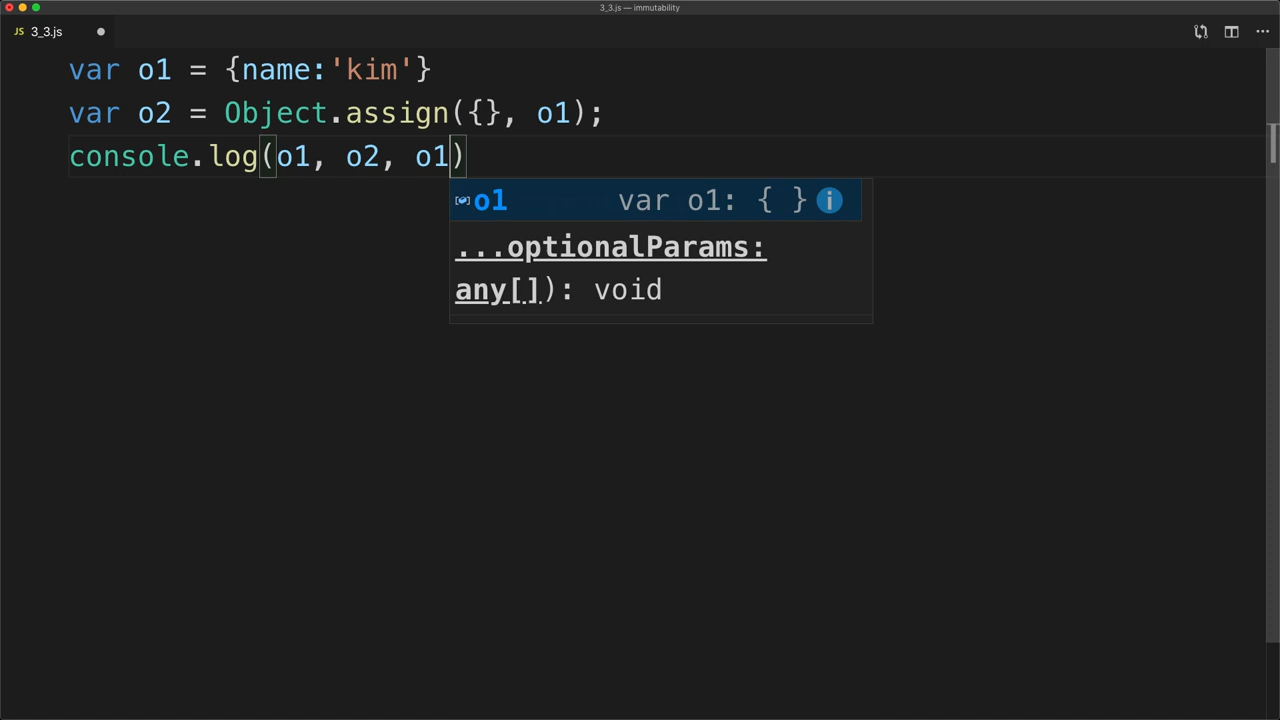 3_3.js — immutability
JS 3_3.js
var o1 = {name:'kim'}
var o2 = Object.assign({}, o1);
console.log(o1, o2, o1)
o1 var o1: { }
...optionalParams:
any[]): void